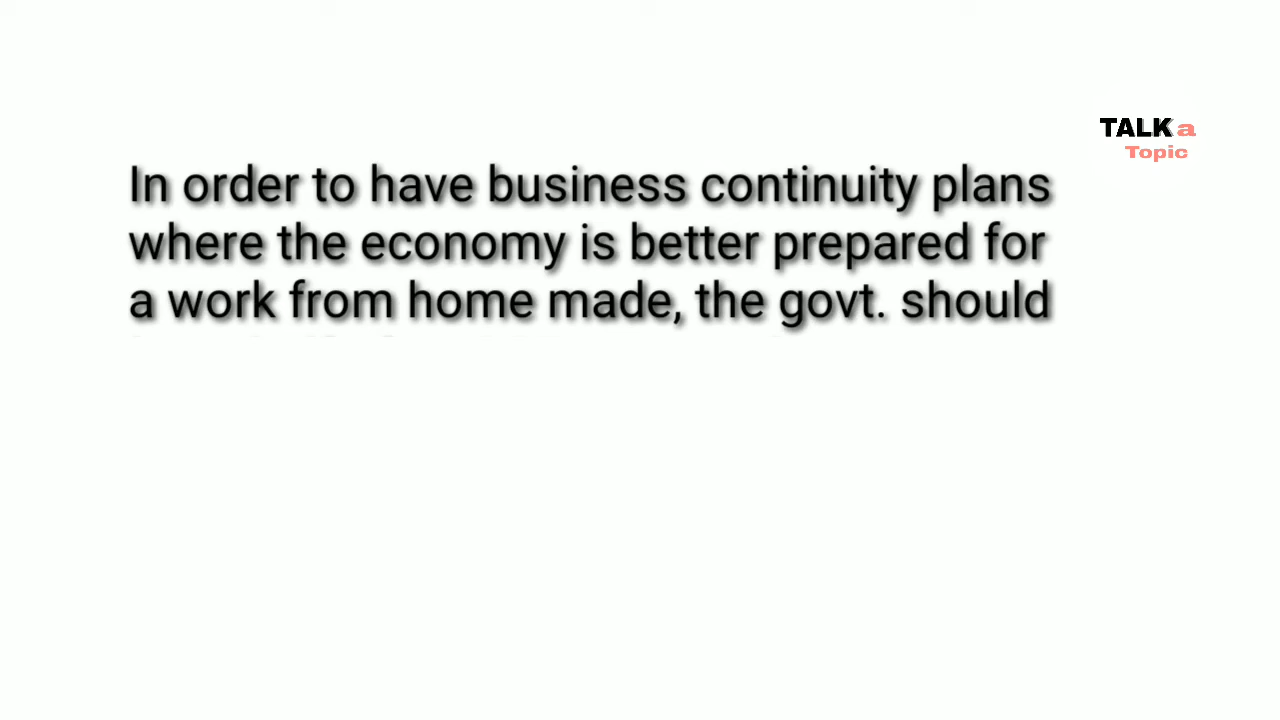 TALK a
Topic
In order to have business continuity plans
where the economy is better prepared for
a work from home made, the govt. should